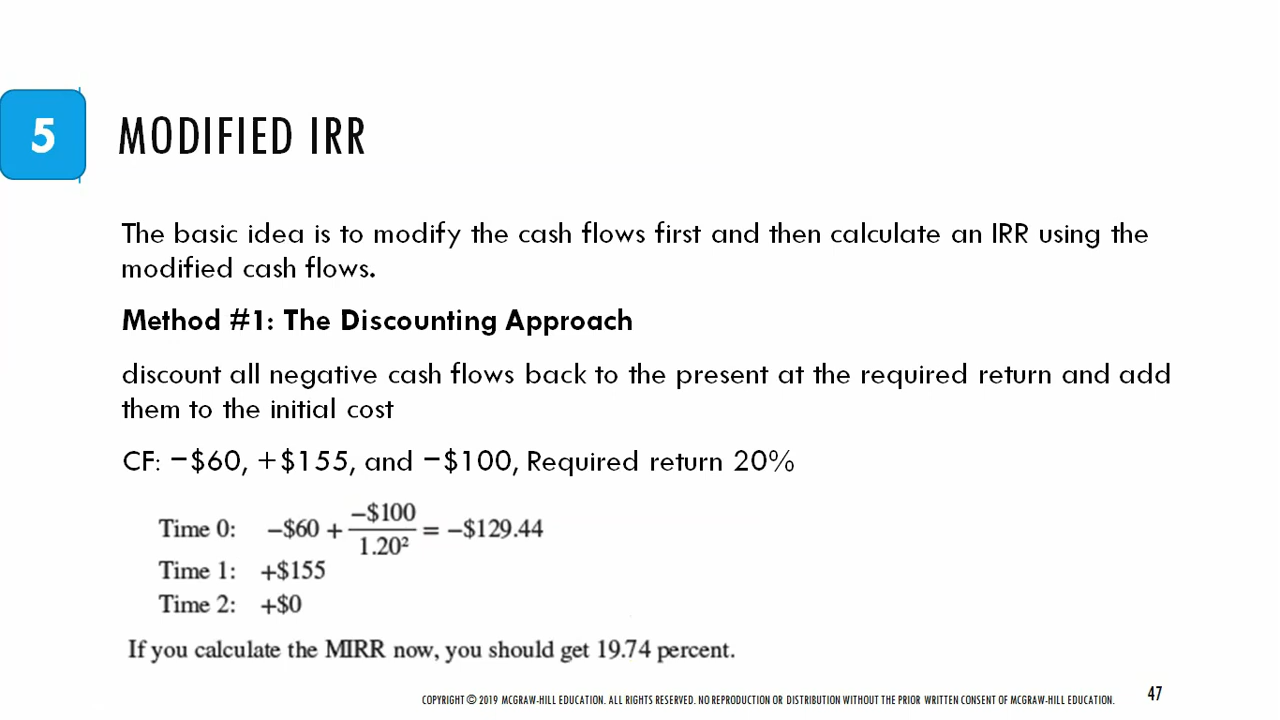 5
MODIFIED IRR
The basic idea is to modify the cash flows first and then calculate an IRR using the
modified cash flows.
Method #1: The Discounting Approach
discount all negative cash flows back to the present at the required return and add
them to the initial cost
CF: −$60, +$155, and −$100, Required return 20%
Time 0: −$60 + −$100 / 1.20² = −$129.44
Time 1: +$155
Time 2: +$0
If you calculate the MIRR now, you should get 19.74 percent.
COPYRIGHT © 2019 MCGRAW-HILL EDUCATION. ALL RIGHTS RESERVED. NO REPRODUCTION OR DISTRIBUTION WITHOUT THE PRIOR WRITTEN CONSENT OF MCGRAW-HILL EDUCATION.
47